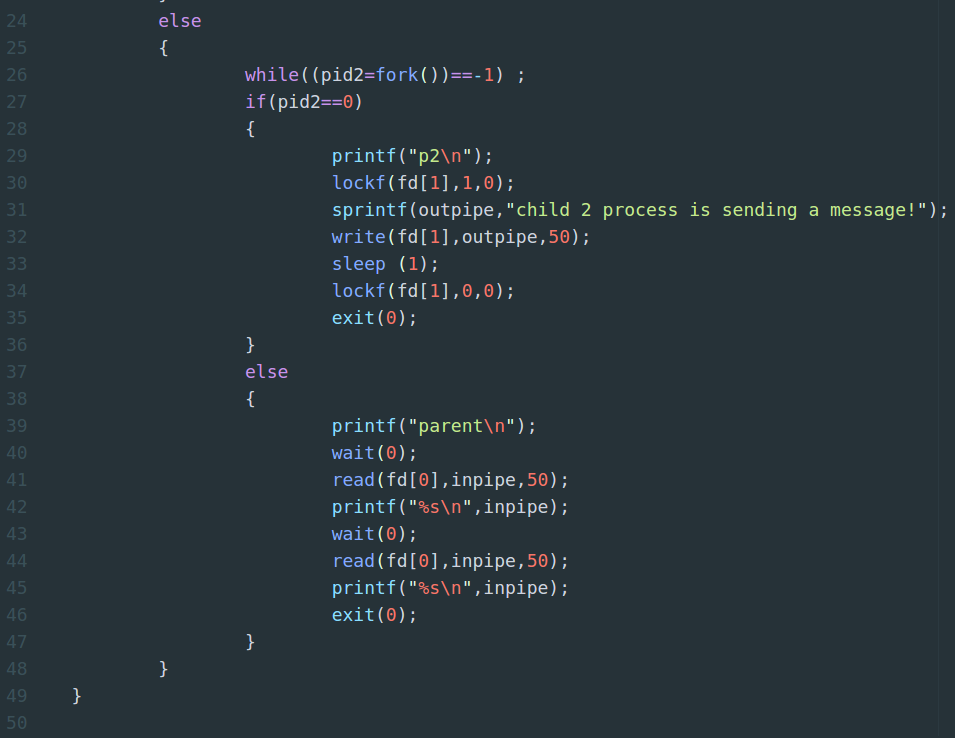 24 else
25 {
26 while((pid2=fork())==-1) ;
27 if(pid2==0)
28 {
29 printf("p2\n");
30 lockf(fd[1],1,0);
31 sprintf(outpipe,"child 2 process is sending a message!");
32 write(fd[1],outpipe,50);
33 sleep (1);
34 lockf(fd[1],0,0);
35 exit(0);
36 }
37 else
38 {
39 printf("parent\n");
40 wait(0);
41 read(fd[0],inpipe,50);
42 printf("%s\n",inpipe);
43 wait(0);
44 read(fd[0],inpipe,50);
45 printf("%s\n",inpipe);
46 exit(0);
47 }
48 }
49 }
50